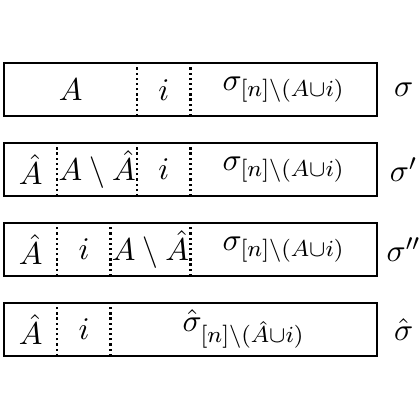 A i σ_{[n]\(A∪i)} σ
Â A \ Â i σ_{[n]\(A∪i)} σ′
Â i A \ Â σ_{[n]\(A∪i)} σ″
Â i σ̂_{[n]\(Â∪i)} σ̂